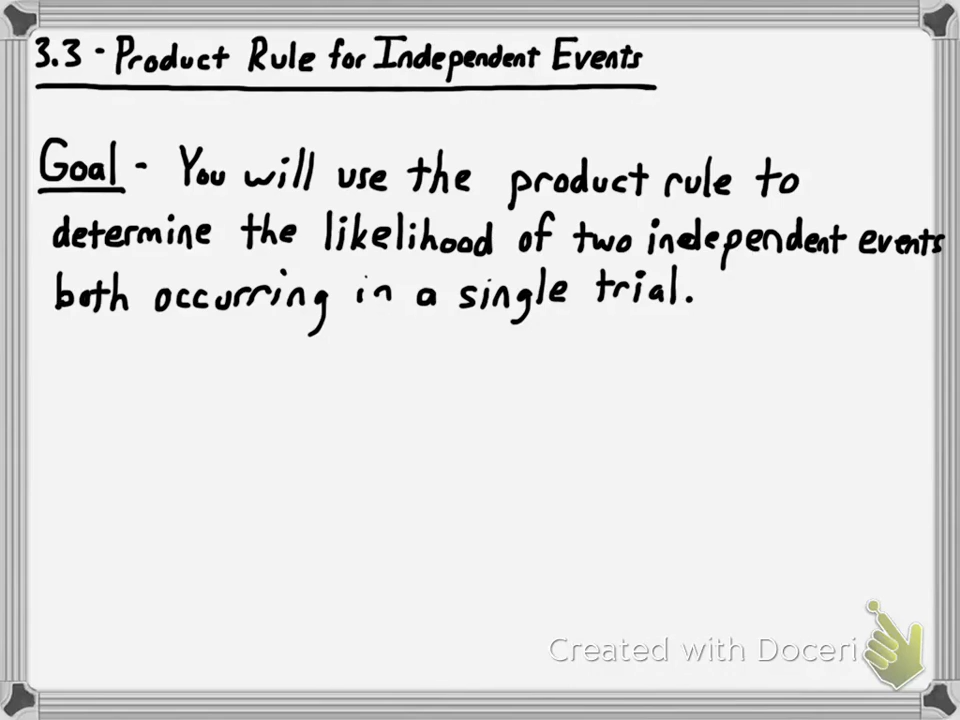 3.3 - Product Rule for Independent Events
Goal - You will use the product rule to
determine the likelihood of two independent events
both occurring in a single trial.
Created with Doceri